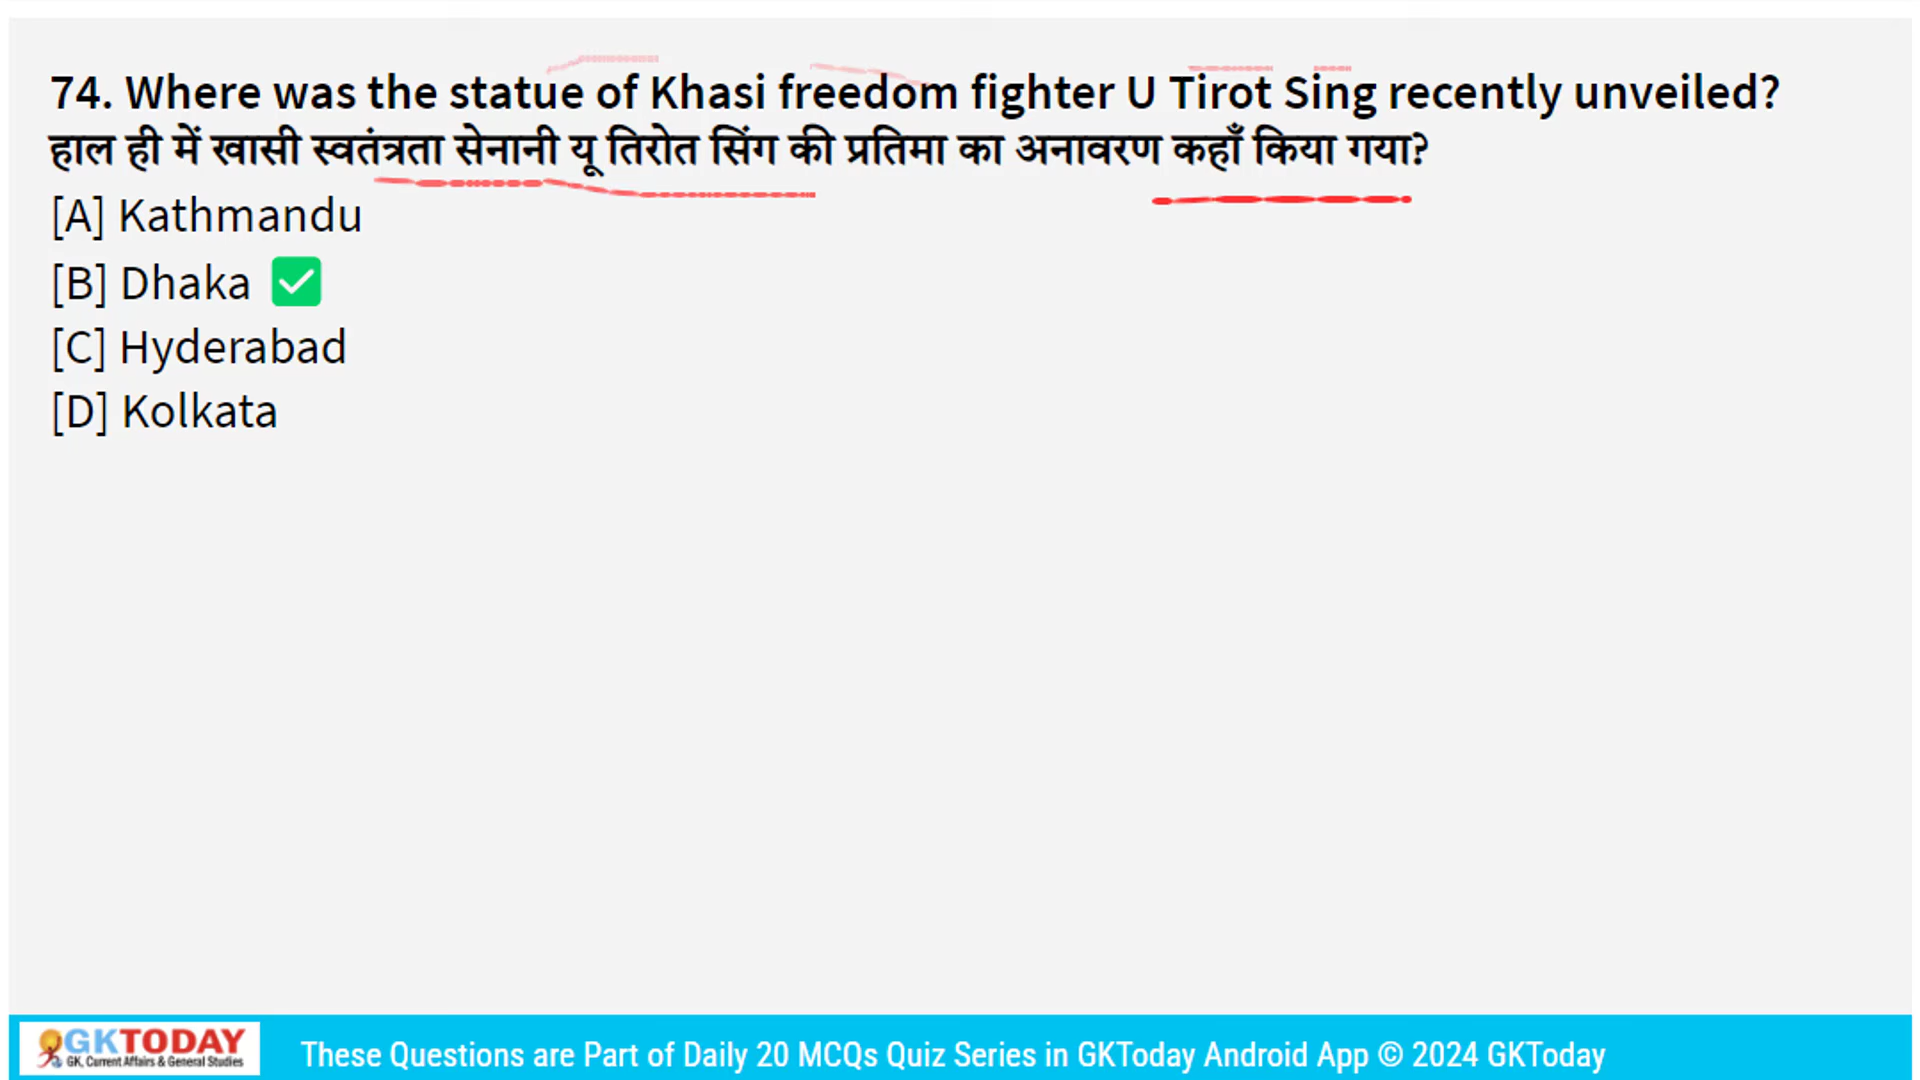 74. Where was the statue of Khasi freedom fighter U Tirot Sing recently unveiled?
हाल ही में खासी स्वतंत्रता सेनानी यू तिरोत सिंग की प्रतिमा का अनावरण कहाँ किया गया?
[A] Kathmandu
[B] Dhaka ✅
[C] Hyderabad
[D] Kolkata
GKTODAY
GK, Current Affairs & General Studies
These Questions are Part of Daily 20 MCQs Quiz Series in GKToday Android App © 2024 GKToday